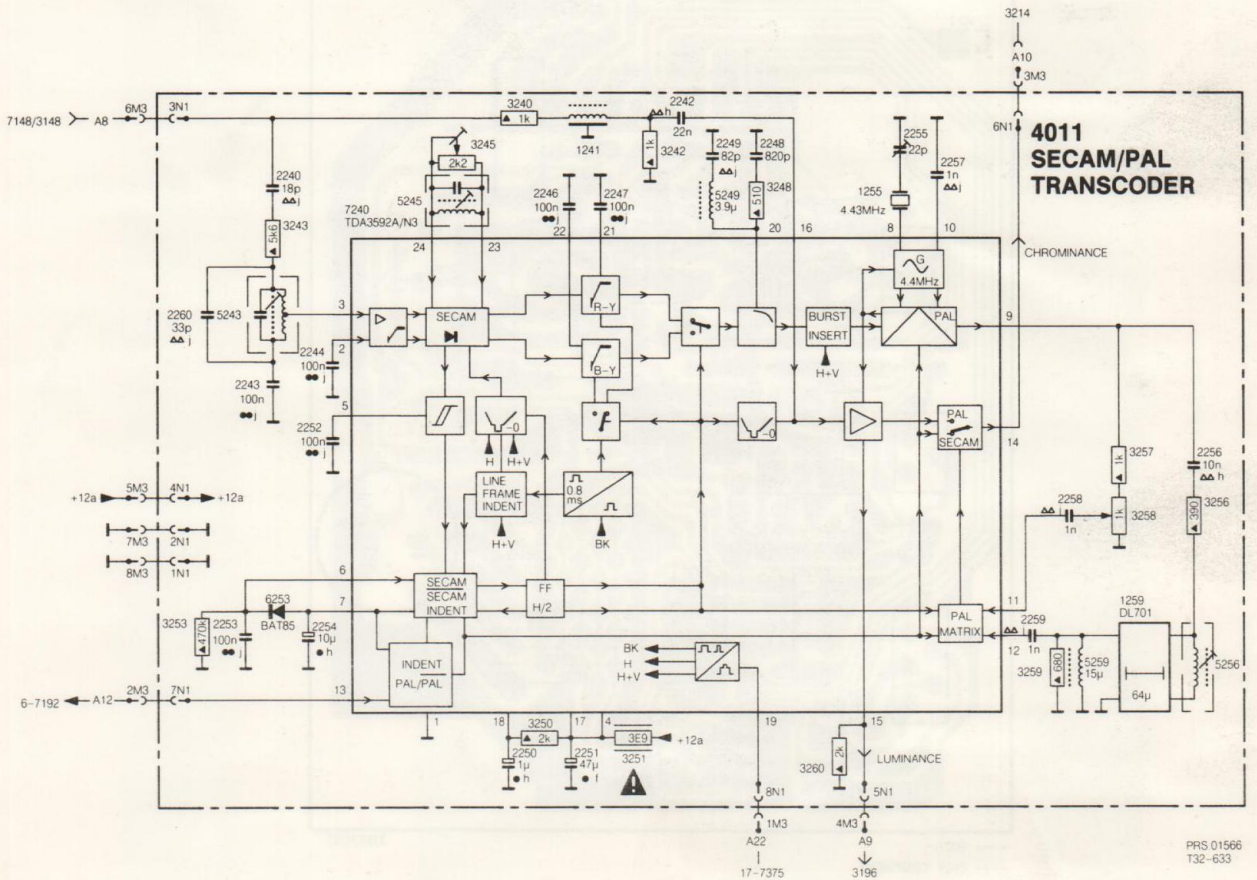 3214
A10
3M3
7148/3148 A8 6M3 3N1
6N1
4011
SECAM/PAL
TRANSCODER
3240
1k
1241
2242
h
22n
1k
3242
3245
2k2
5245
2240
18p
j
3243
5k6
2260
33p
j
5243
2243
100n
j
7240
TDA3592A/N3
2246
100n
j
2247
100n
j
2249
82p
j
2248
820p
5249
3.9µ
510
3248
2255
22p
1255
4.43MHz
2257
1n
j
24
23
22
21
20
16
8
10
CHROMINANCE
G
4.4MHz
3
2
2244
100n
j
SECAM
R-Y
B-Y
BURST
INSERT
H+V
PAL
9
5
2252
100n
j
-0
H
H+V
LINE
FRAME
INDENT
H+V
0.8
ms
BK
-0
PAL
SECAM
14
1k
3257
2256
10n
h
2258
j
1n
1k
3258
390
3256
+12a 5M3 4N1 +12a
7M3 2N1
8M3 1N1
6
7
6253
BAT85
3253
470k
2253
100n
j
2254
10µ
h
SECAM
SECAM
INDENT
FF
H/2
PAL
MATRIX
11
12
2259
j
1n
1259
DL701
64µ
680
3259
5259
15µ
5256
INDENT
PAL/PAL
BK
H
H+V
6-7192 A12 2M3 7N1
13
1
18
17
4
19
15
3250
2k
2250
1µ
h
2251
47µ
f
3E9
3251
+12a
3260
2k
LUMINANCE
8N1
1M3
A22
17-7375
5N1
4M3
A9
3196
PRS 01566
T32-633